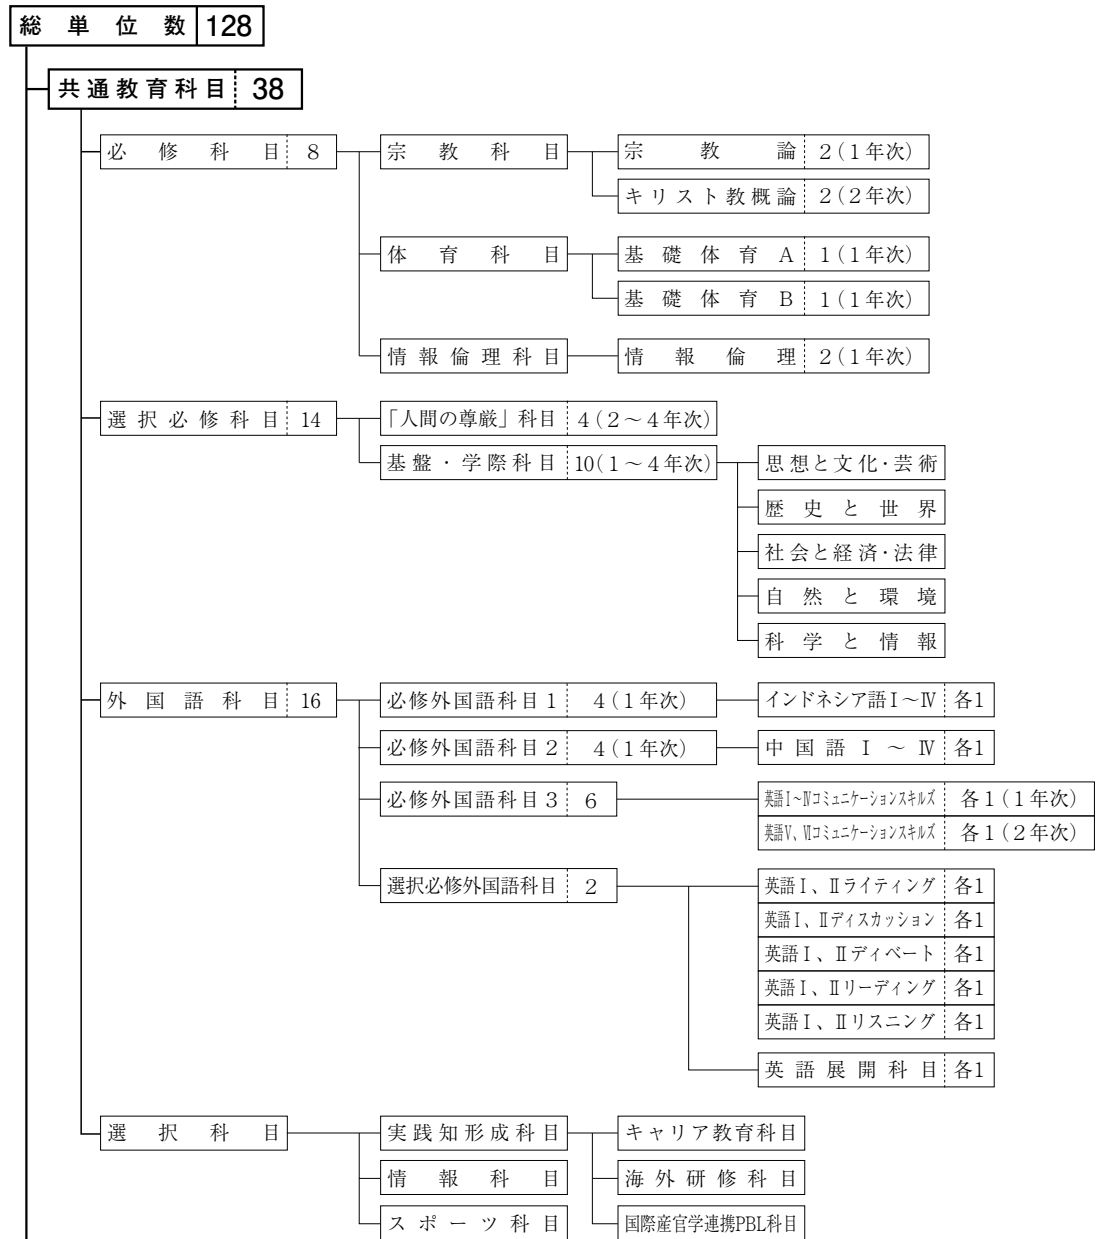 総単位数 128
共通教育科目 38
必修科目 8 宗教科目 宗教論 2(1年次)
キリスト教概論 2(2年次)
体育科目 基礎体育A 1(1年次)
基礎体育B 1(1年次)
情報倫理科目 情報倫理 2(1年次)
選択必修科目 14 「人間の尊厳」科目 4(2～4年次)
基盤・学際科目 10(1～4年次) 思想と文化・芸術
歴史と世界
社会と経済・法律
自然と環境
科学と情報
外国語科目 16 必修外国語科目1 4(1年次) インドネシア語Ⅰ～Ⅳ 各1
必修外国語科目2 4(1年次) 中国語Ⅰ～Ⅳ 各1
必修外国語科目3 6 英語Ⅰ~Ⅳコミュニケーションスキルズ 各1(1年次)
英語Ⅴ、Ⅵコミュニケーションスキルズ 各1(2年次)
選択必修外国語科目 2 英語Ⅰ、Ⅱライティング 各1
英語Ⅰ、Ⅱディスカッション 各1
英語Ⅰ、Ⅱディベート 各1
英語Ⅰ、Ⅱリーディング 各1
英語Ⅰ、Ⅱリスニング 各1
英語展開科目 各1
選択科目 実践知形成科目 キャリア教育科目
情報科目 海外研修科目
スポーツ科目 国際産官学連携PBL科目